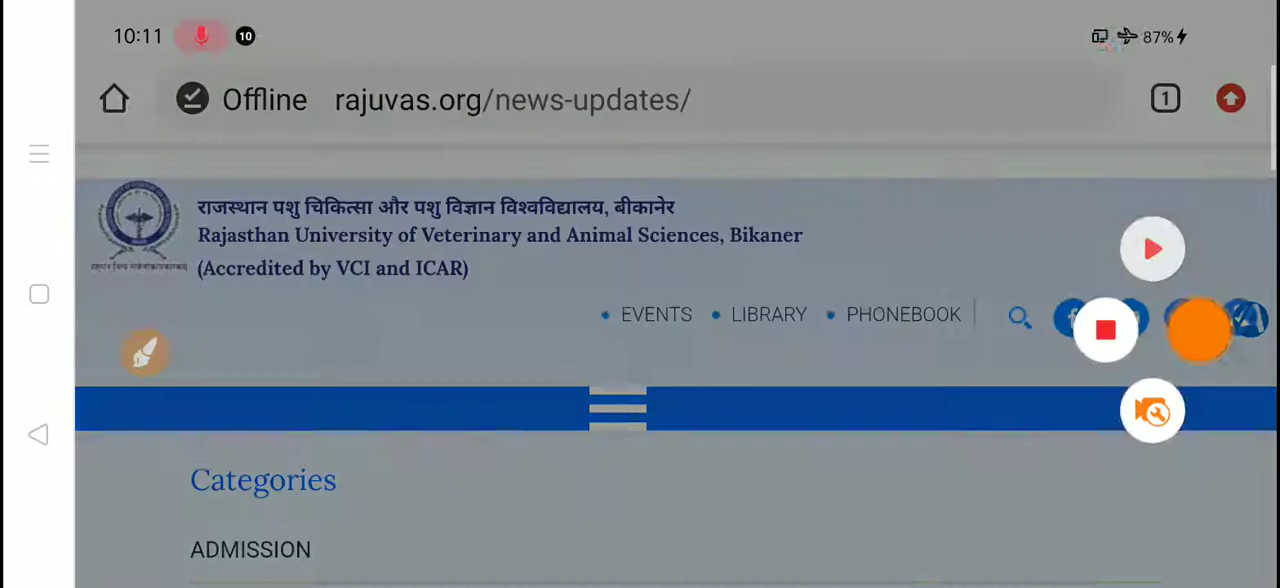 10:11
10
87%
Offline rajuvas.org/news-updates/
1
राजस्थान पशु चिकित्सा और पशु विज्ञान विश्वविद्यालय, बीकानेर
Rajasthan University of Veterinary and Animal Sciences, Bikaner
(Accredited by VCI and ICAR)
EVENTS
LIBRARY
PHONEBOOK
Categories
ADMISSION